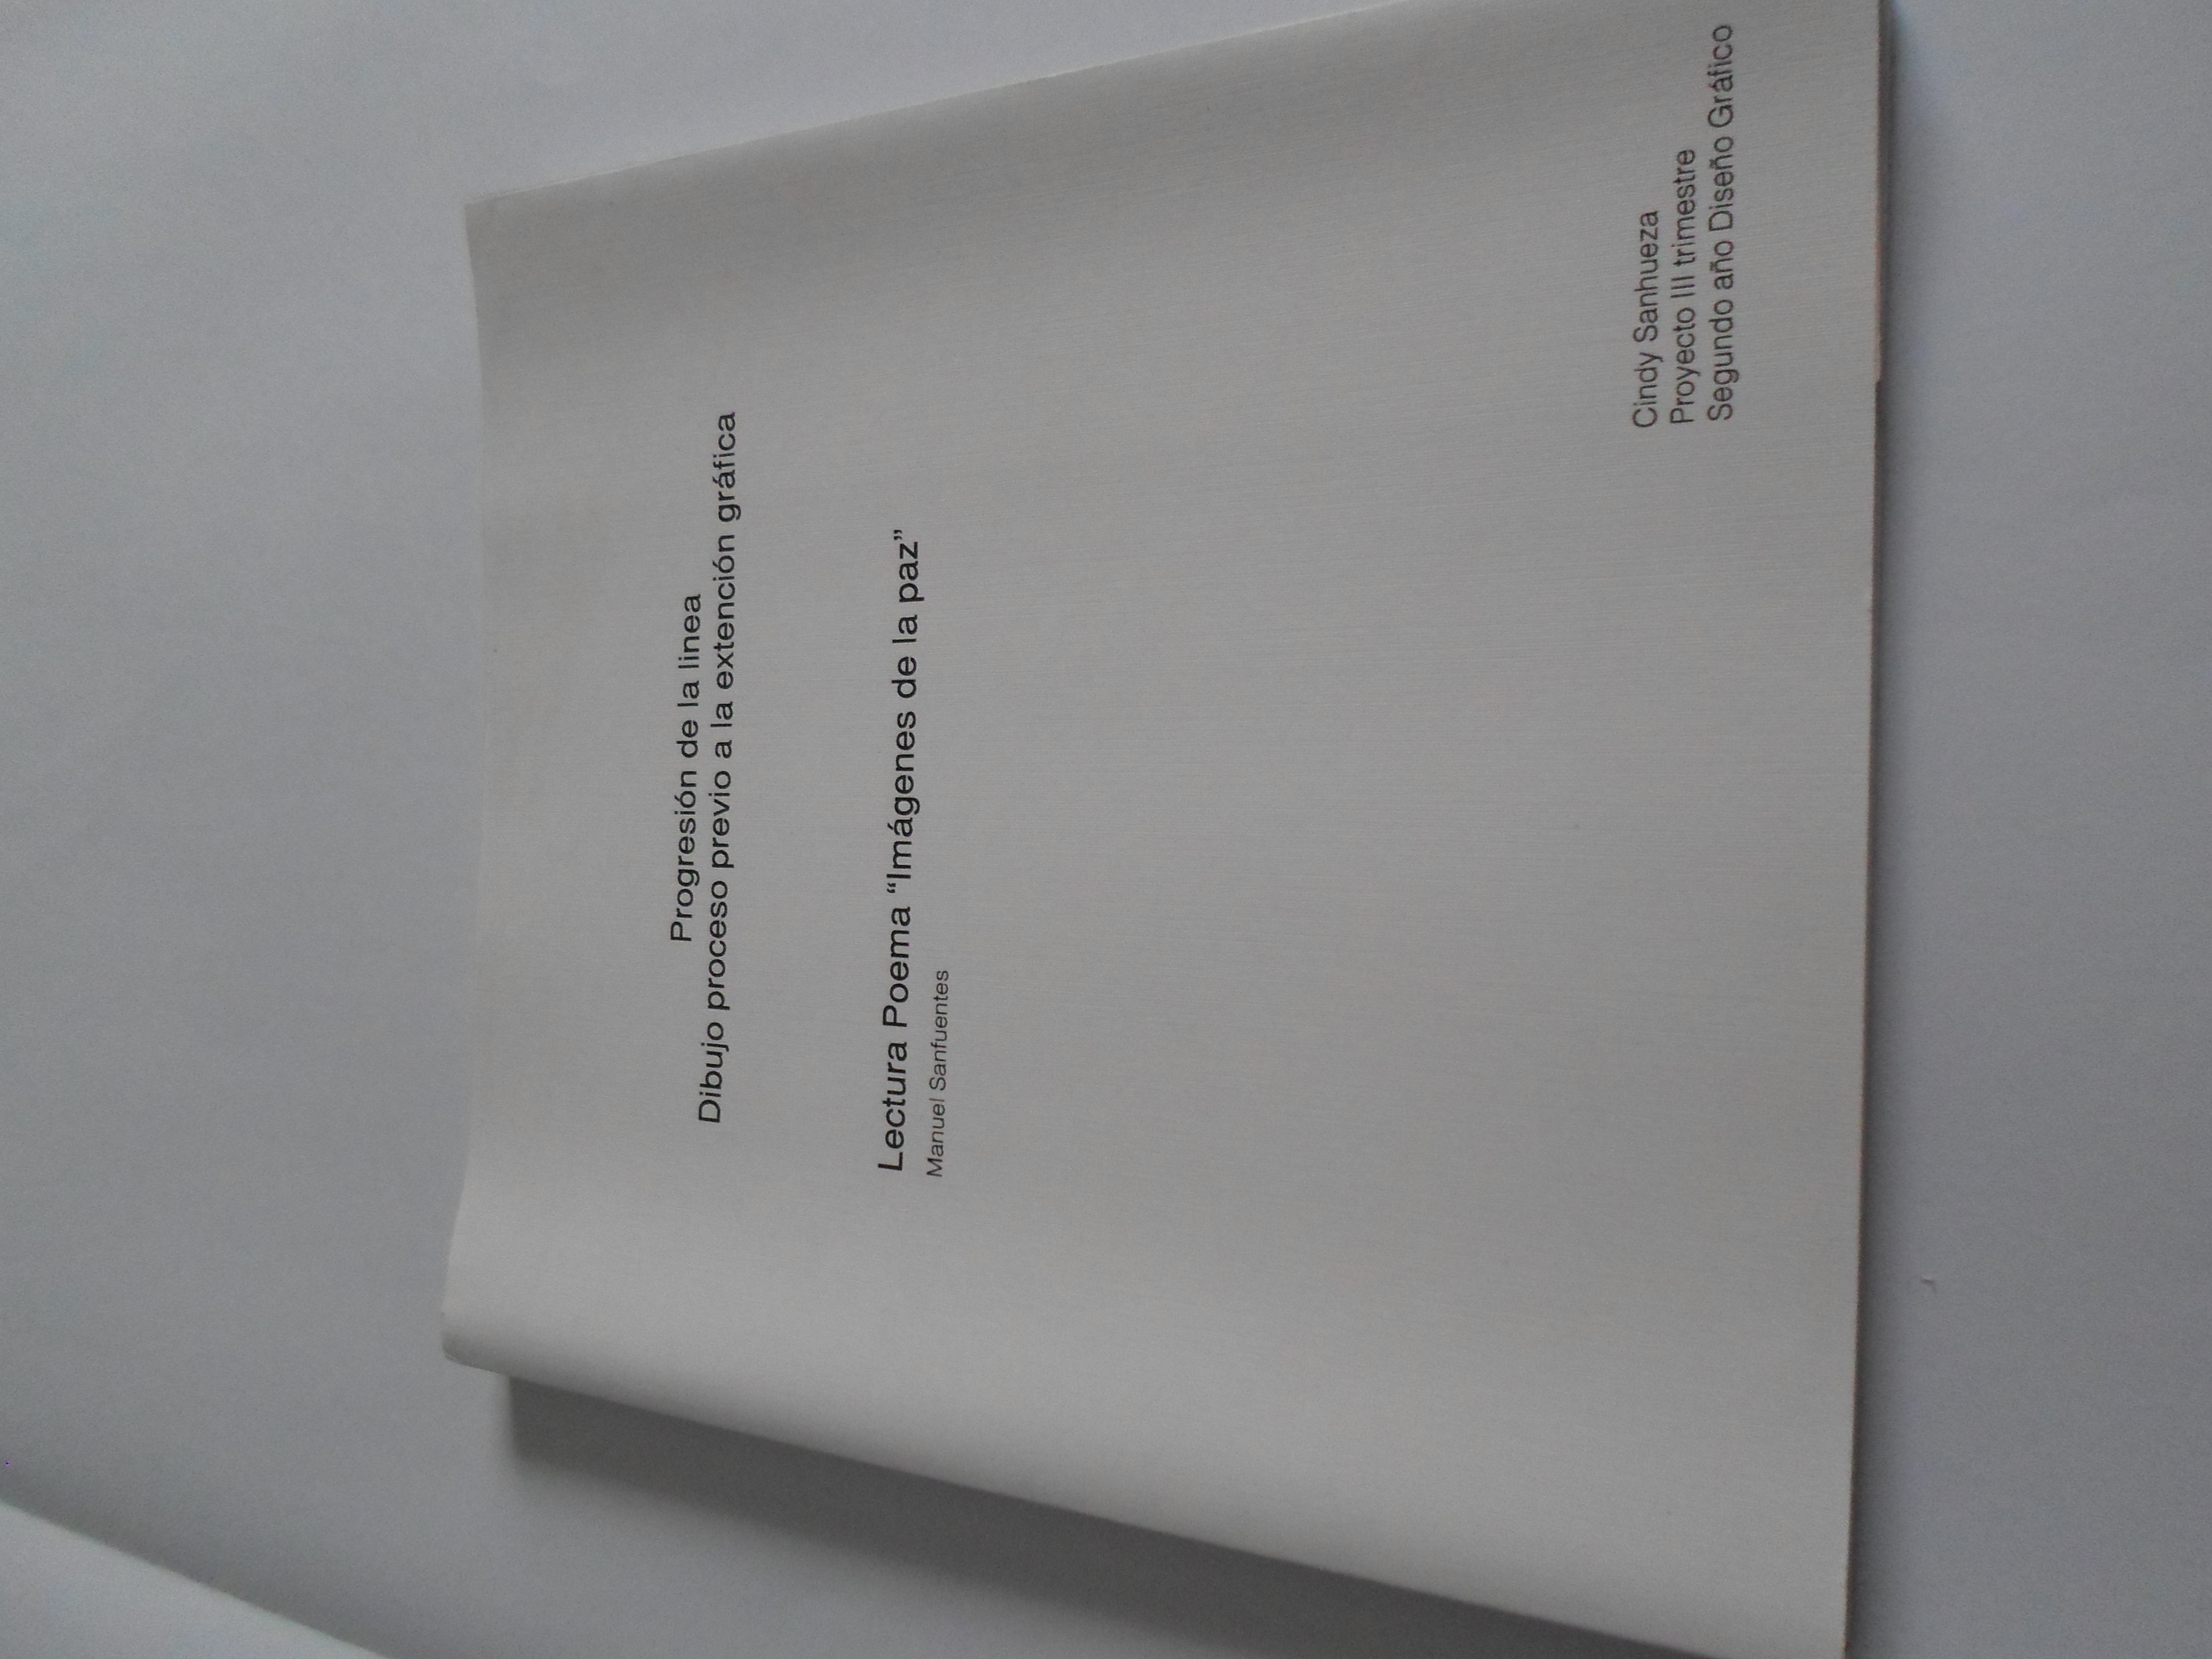 Progresión de la linea
Dibujo proceso previo a la extención gráfica
Lectura Poema “Imágenes de la paz”
Manuel Sanfuentes
Cindy Sanhueza
Proyecto III trimestre
Segundo año Diseño Gráfico